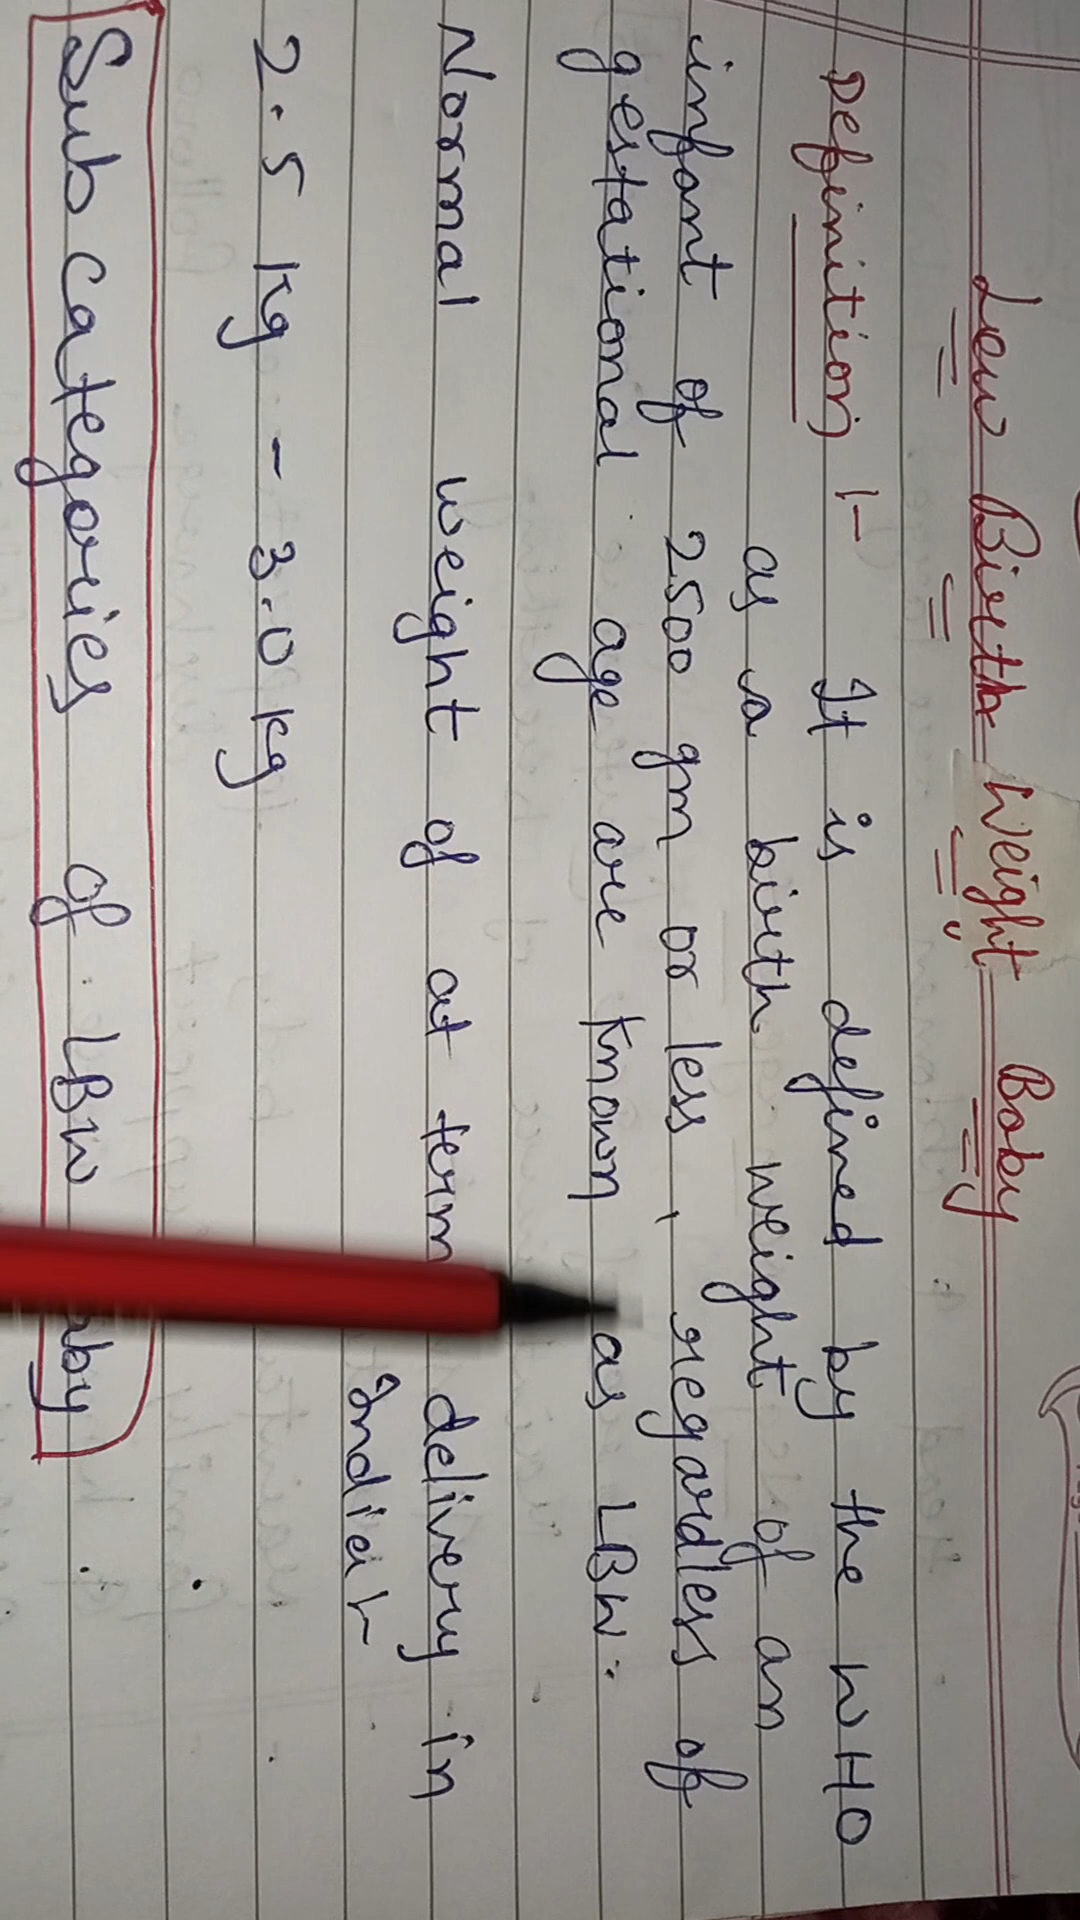 Low Birth Weight Baby
Definition :- It is defined by the WHO
as a birth weight of an
infant of 2500 gm or less, regardless of
gestational age are known as LBW.
Normal weight of at term delivery in
India :-
2.5 kg - 3.0 kg
Sub categories of LBW